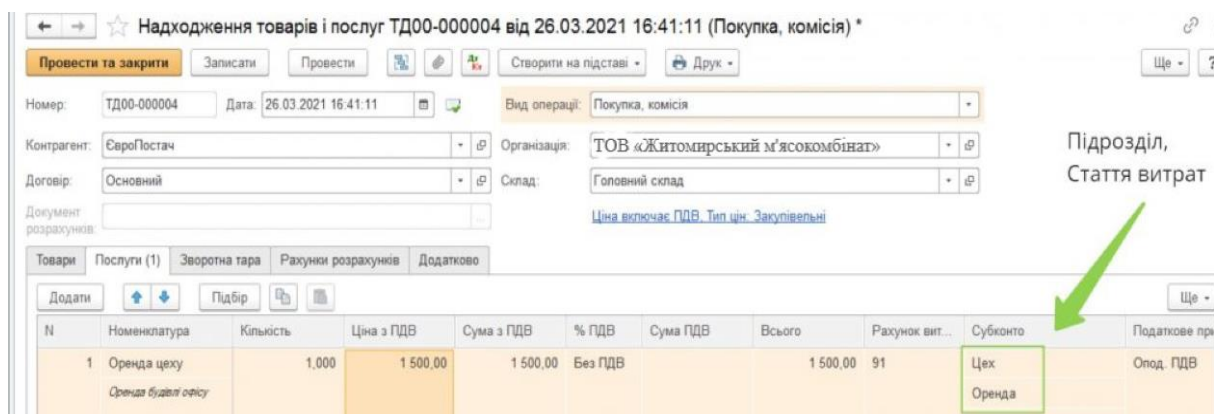 Надходження товарів і послуг ТД00-000004 від 26.03.2021 16:41:11 (Покупка, комісія) *
Провести та закрити Записати Провести Дт Кт Створити на підставі Друк Ще ?
Номер: ТД00-000004 Дата: 26.03.2021 16:41:11 Вид операції: Покупка, комісія
Контрагент: ЄвроПостач Організація: ТОВ «Житомирський м'ясокомбінат»
Підрозділ,
Стаття витрат
Договір: Основний Склад: Головний склад
Документ розрахунків: Ціна включає ПДВ, Тип цін: Закупівельні
Товари Послуги (1) Зворотна тара Рахунки розрахунків Додатково
Додати Підбір Ще
N Номенклатура Кількість Ціна з ПДВ Сума з ПДВ % ПДВ Сума ПДВ Всього Рахунок вит... Субконто Податкове при
1 Оренда цеху 1,000 1 500,00 1 500,00 Без ПДВ 1 500,00 91 Цех Опод. ПДВ
Оренда будівлі офісу Оренда